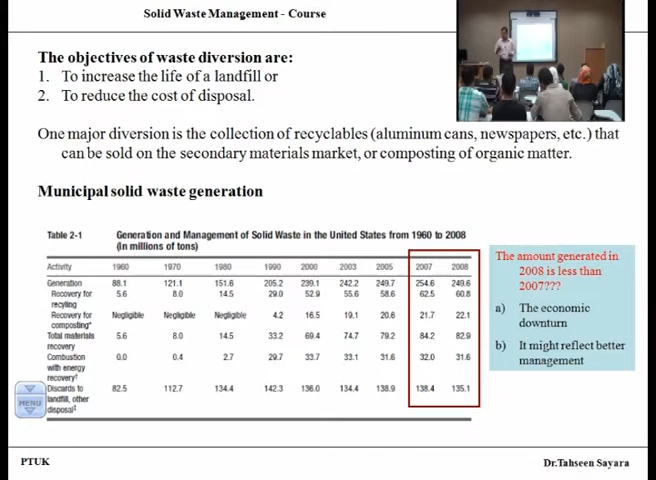 Solid Waste Management - Course
The objectives of waste diversion are:
1. To increase the life of a landfill or
2. To reduce the cost of disposal.
One major diversion is the collection of recyclables (aluminum cans, newspapers, etc.) that
can be sold on the secondary materials market, or composting of organic matter.
Municipal solid waste generation
Table 2-1 Generation and Management of Solid Waste in the United States from 1960 to 2008
(In millions of tons)
Activity 1960 1970 1980 1990 2000 2003 2005 2007 2008
Generation 88.1 121.1 151.6 205.2 239.1 242.2 249.7 254.6 249.6
Recovery for 5.6 8.0 14.5 29.0 52.9 55.6 58.6 62.5 60.8
recycling
Recovery for Negligible Negligible Negligible 4.2 16.5 19.1 20.6 21.7 22.1
composting*
Total materials 5.6 8.0 14.5 33.2 69.4 74.7 79.2 84.2 82.9
recovery
Combustion 0.0 0.4 2.7 29.7 33.7 33.1 31.6 32.0 31.6
with energy
recovery†
Discards to 82.5 112.7 134.4 142.3 136.0 134.4 138.9 138.4 135.1
landfill, other
disposal‡
MENU
The amount generated in
2008 is less than
2007???
a) The economic
downturn
b) It might reflect better
management
PTUK
Dr.Tahseen Sayara